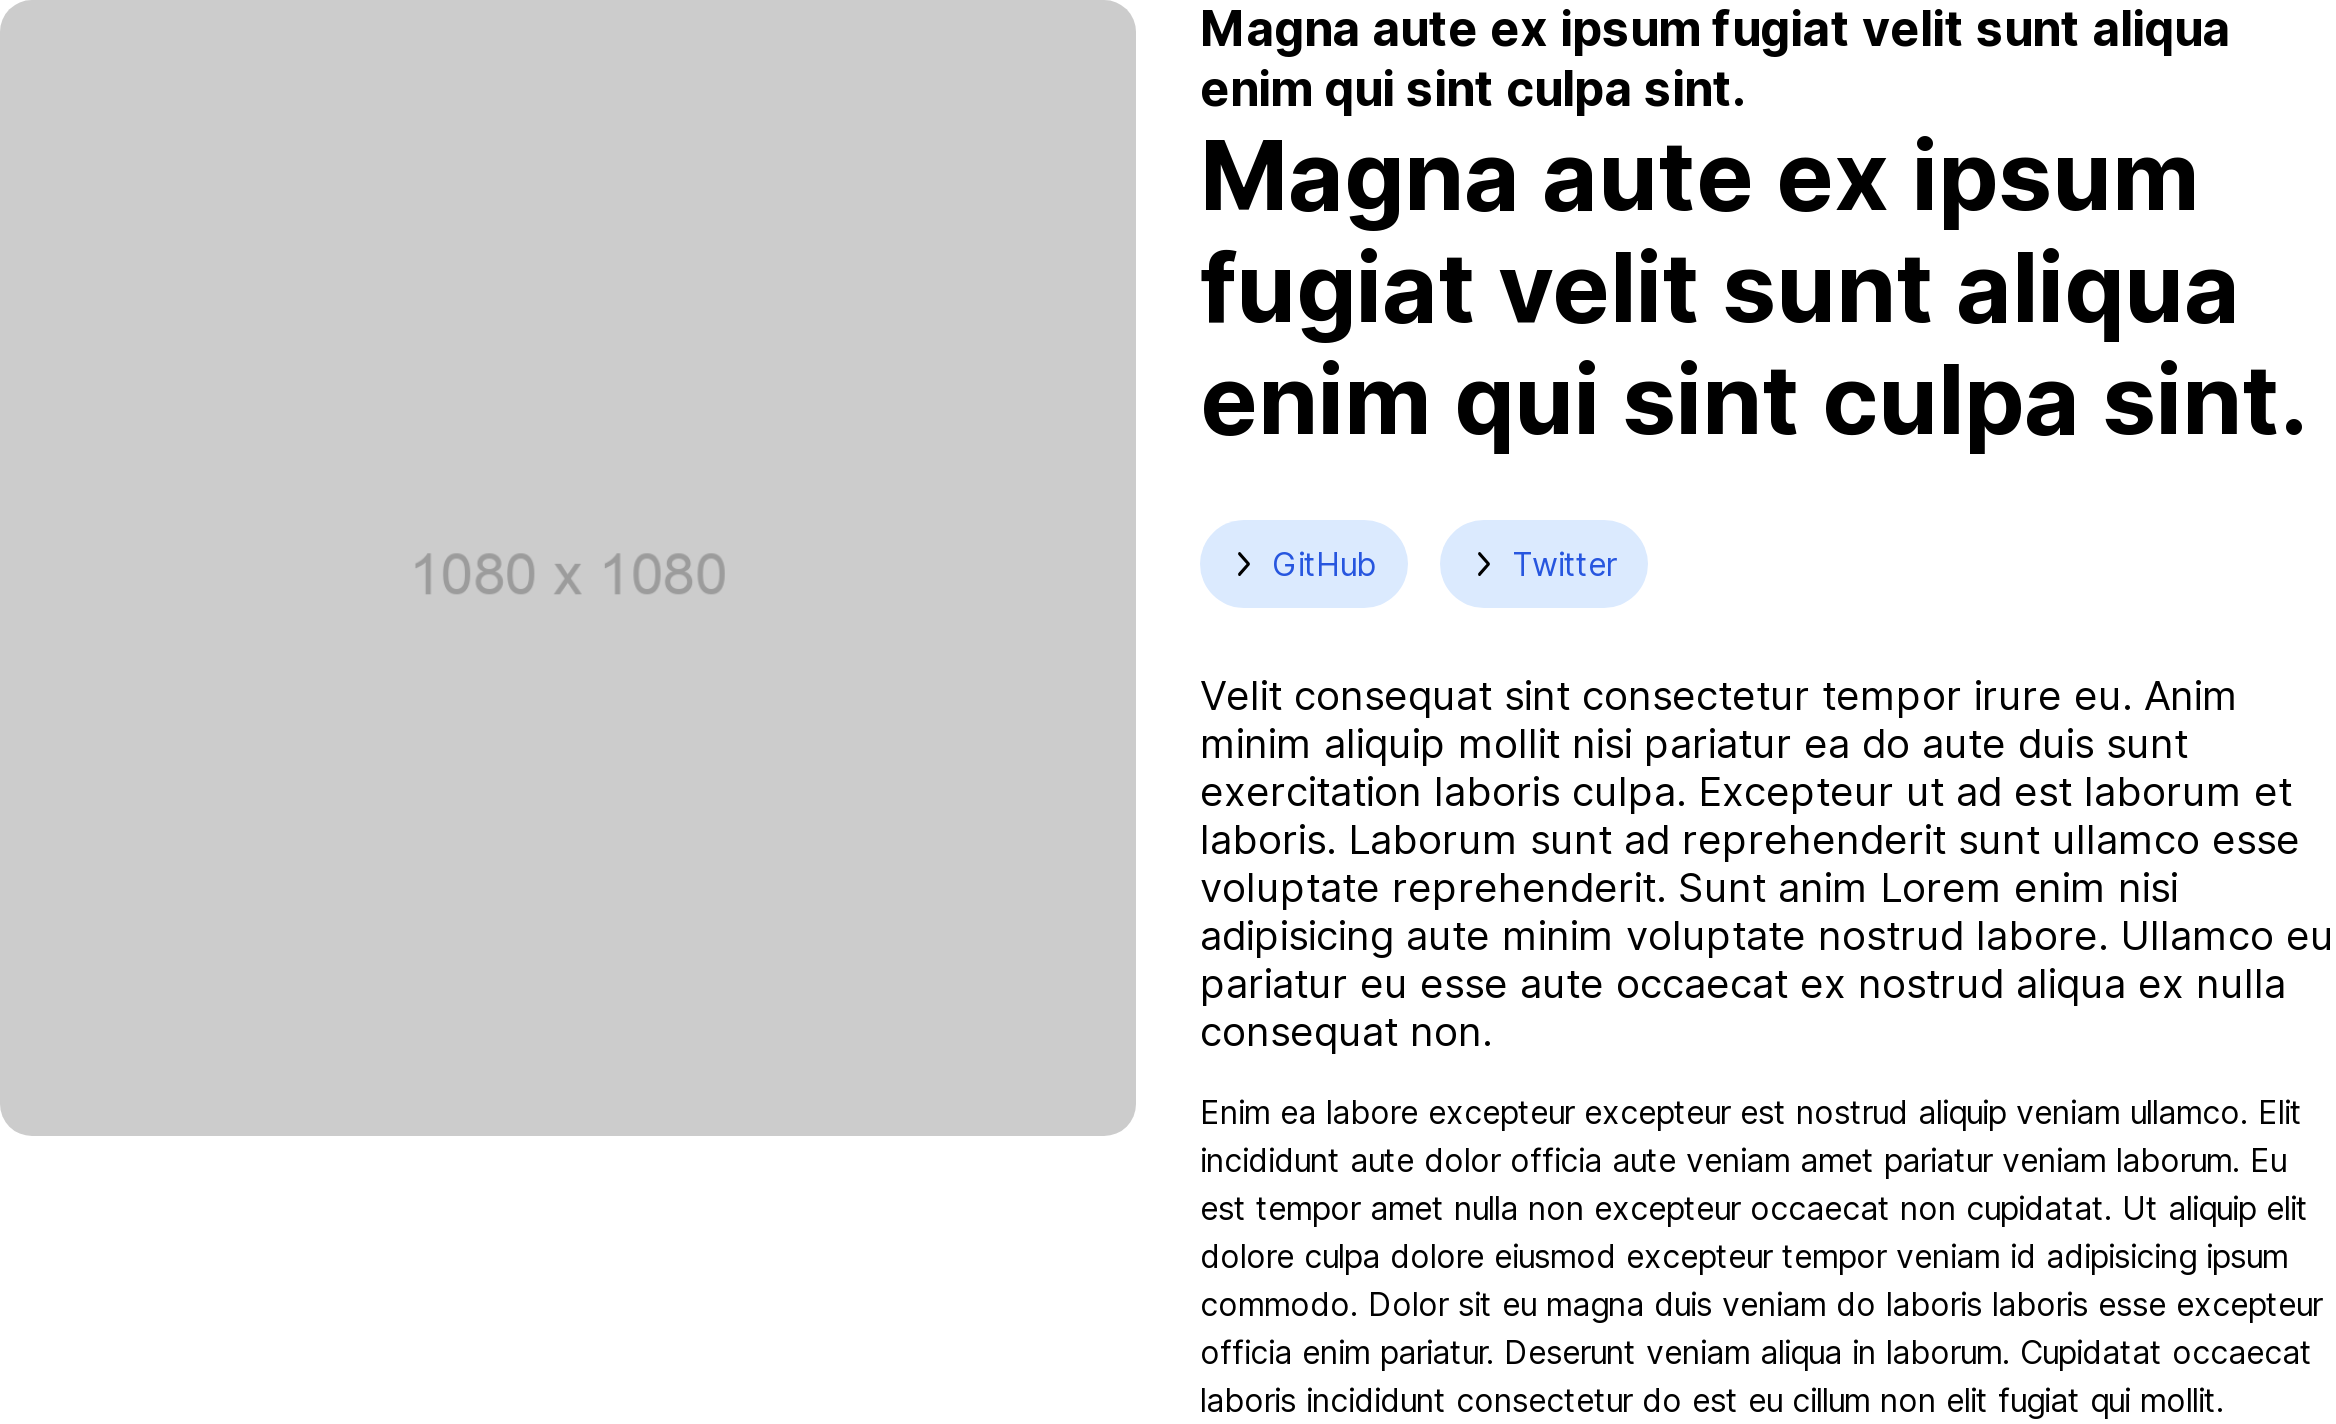 1080 x 1080
Magna aute ex ipsum fugiat velit sunt aliqua
enim qui sint culpa sint.
Magna aute ex ipsum
fugiat velit sunt aliqua
enim qui sint culpa sint.
GitHub
Twitter
Velit consequat sint consectetur tempor irure eu. Anim
minim aliquip mollit nisi pariatur ea do aute duis sunt
exercitation laboris culpa. Excepteur ut ad est laborum et
laboris. Laborum sunt ad reprehenderit sunt ullamco esse
voluptate reprehenderit. Sunt anim Lorem enim nisi
adipisicing aute minim voluptate nostrud labore. Ullamco eu
pariatur eu esse aute occaecat ex nostrud aliqua ex nulla
consequat non.
Enim ea labore excepteur excepteur est nostrud aliquip veniam ullamco. Elit
incididunt aute dolor officia aute veniam amet pariatur veniam laborum. Eu
est tempor amet nulla non excepteur occaecat non cupidatat. Ut aliquip elit
dolore culpa dolore eiusmod excepteur tempor veniam id adipisicing ipsum
commodo. Dolor sit eu magna duis veniam do laboris laboris esse excepteur
officia enim pariatur. Deserunt veniam aliqua in laborum. Cupidatat occaecat
laboris incididunt consectetur do est eu cillum non elit fugiat qui mollit.